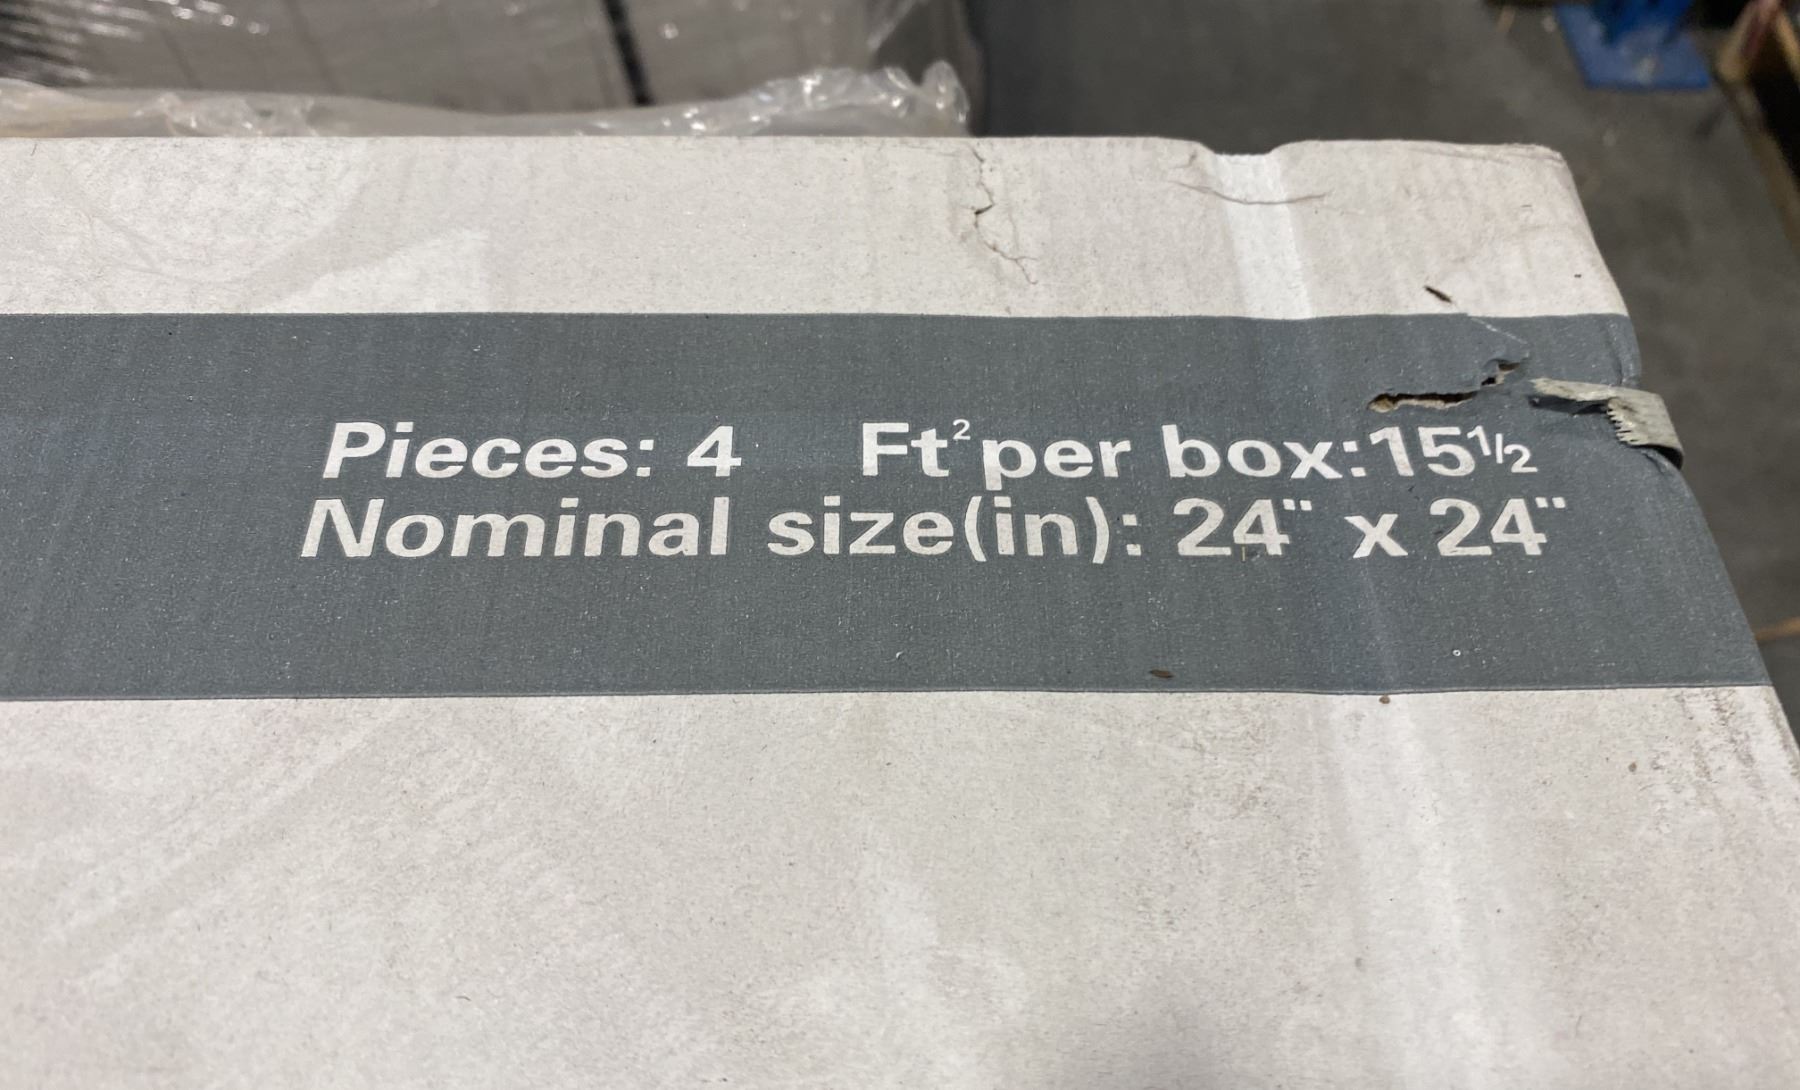 Pieces: 4 Ft² per box:15½
Nominal size(in): 24" x 24"